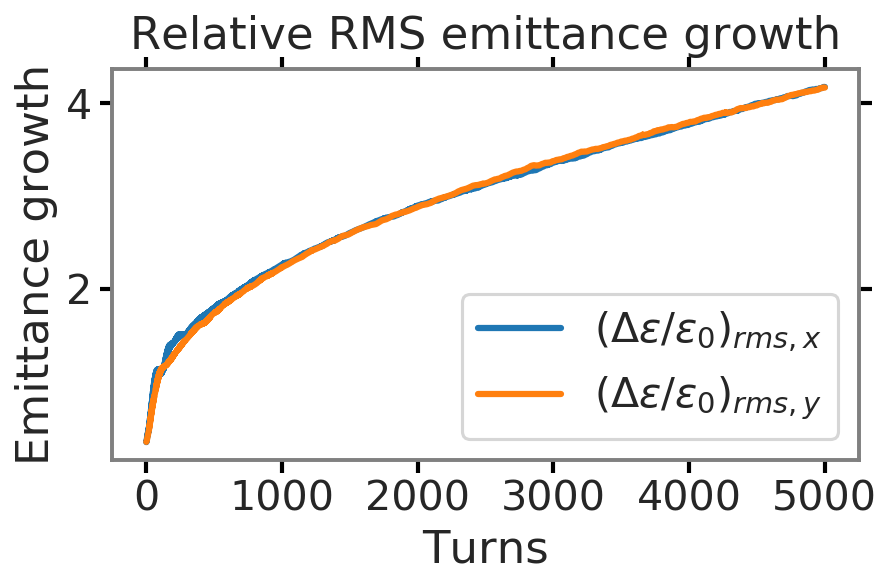 Relative RMS emittance growth
Emittance growth
4
2
(Δε/ε₀)rms, x
(Δε/ε₀)rms, y
0 1000 2000 3000 4000 5000
Turns